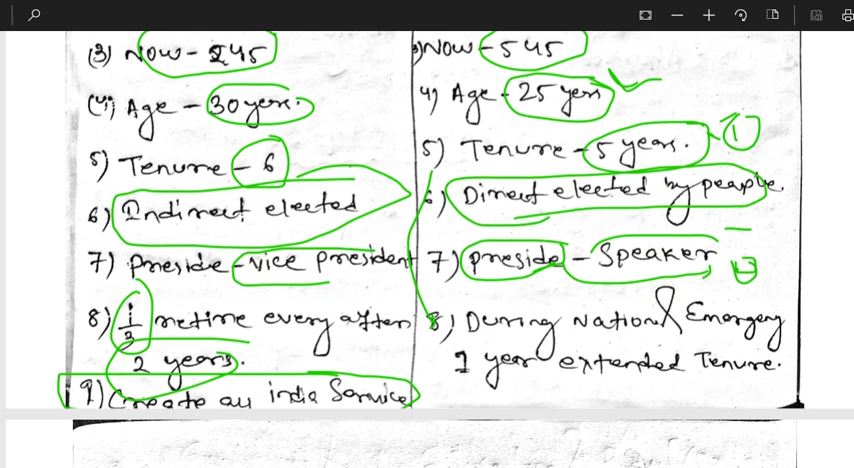 (3) Now - 245
(4) Age - 30 years.
5) Tenure - 6
6) Indirect elected
7) Preside - vice president
8) 1/3 retire every after
2 years.
9) Create all india Service
3) Now - 545
4) Age - 25 years
5) Tenure - 5 years. (1)
6) Direct elected by people.
7) preside - Speaker
8) During National Emergency
1 year extended Tenure.